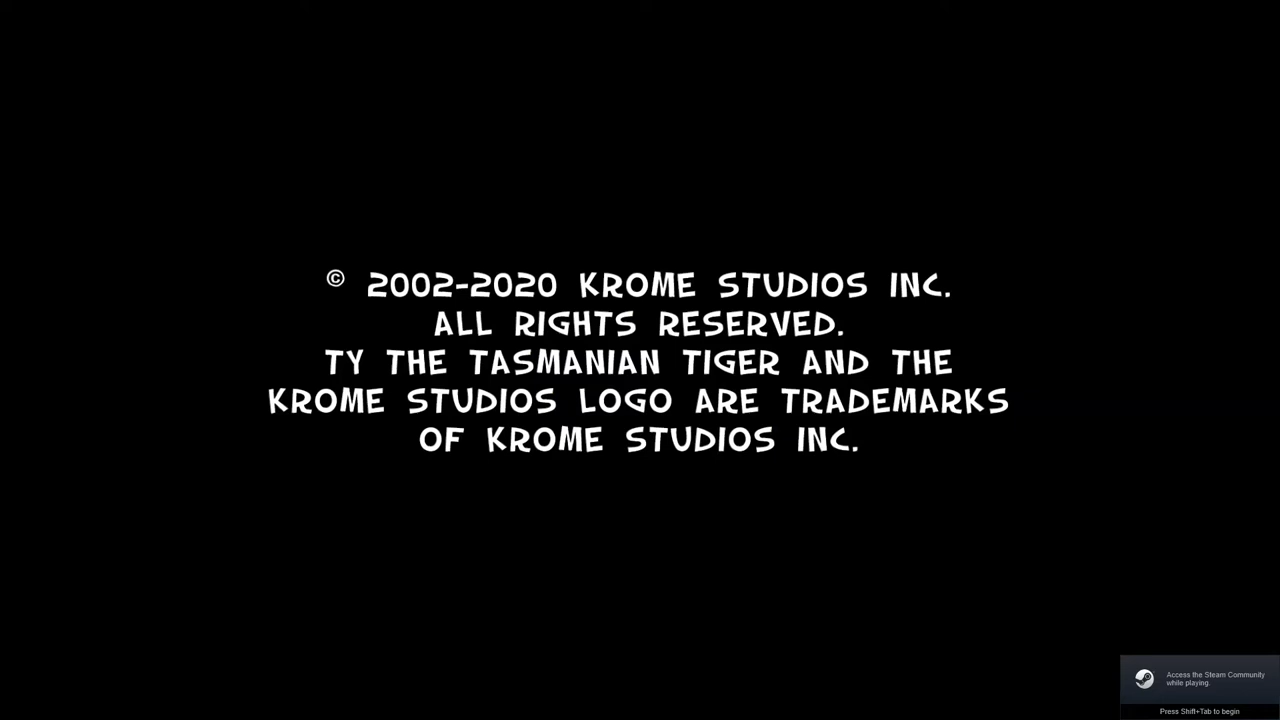 © 2002-2020 KROME STUDIOS INC.
ALL RIGHTS RESERVED.
TY THE TASMANIAN TIGER AND THE
KROME STUDIOS LOGO ARE TRADEMARKS
OF KROME STUDIOS INC.
Access the Steam Community
while playing.
Press Shift+Tab to begin